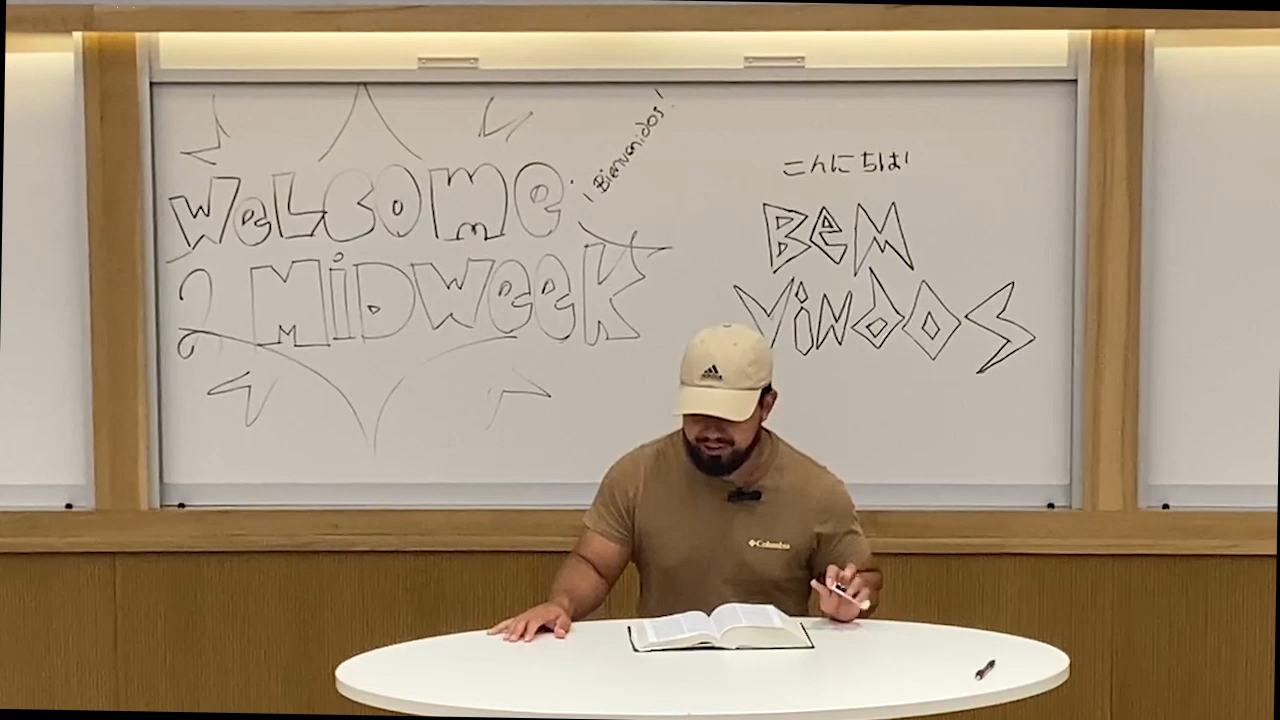 WeLCOMe
2 MiDWeeK
¡Bienvenidos!
こんにちは!
BeM
ViNDOS
adidas
Columbia